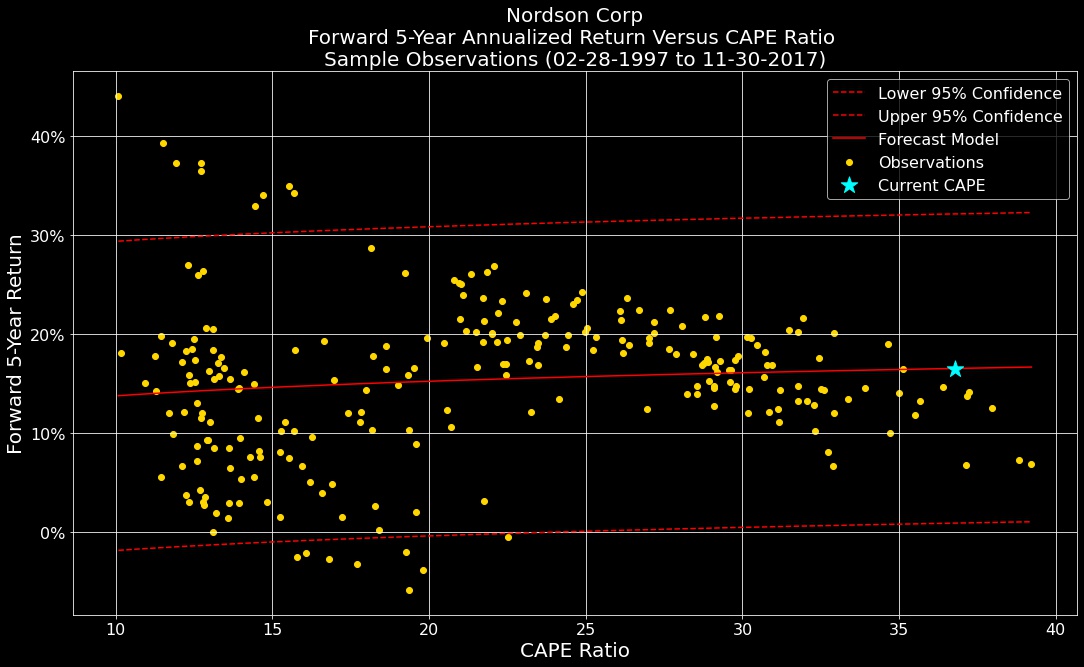 Nordson Corp
Forward 5-Year Annualized Return Versus CAPE Ratio
Sample Observations (02-28-1997 to 11-30-2017)
Lower 95% Confidence
Upper 95% Confidence
Forecast Model
Observations
Current CAPE
Forward 5-Year Return
40%
30%
20%
10%
0%
10 15 20 25 30 35 40
CAPE Ratio